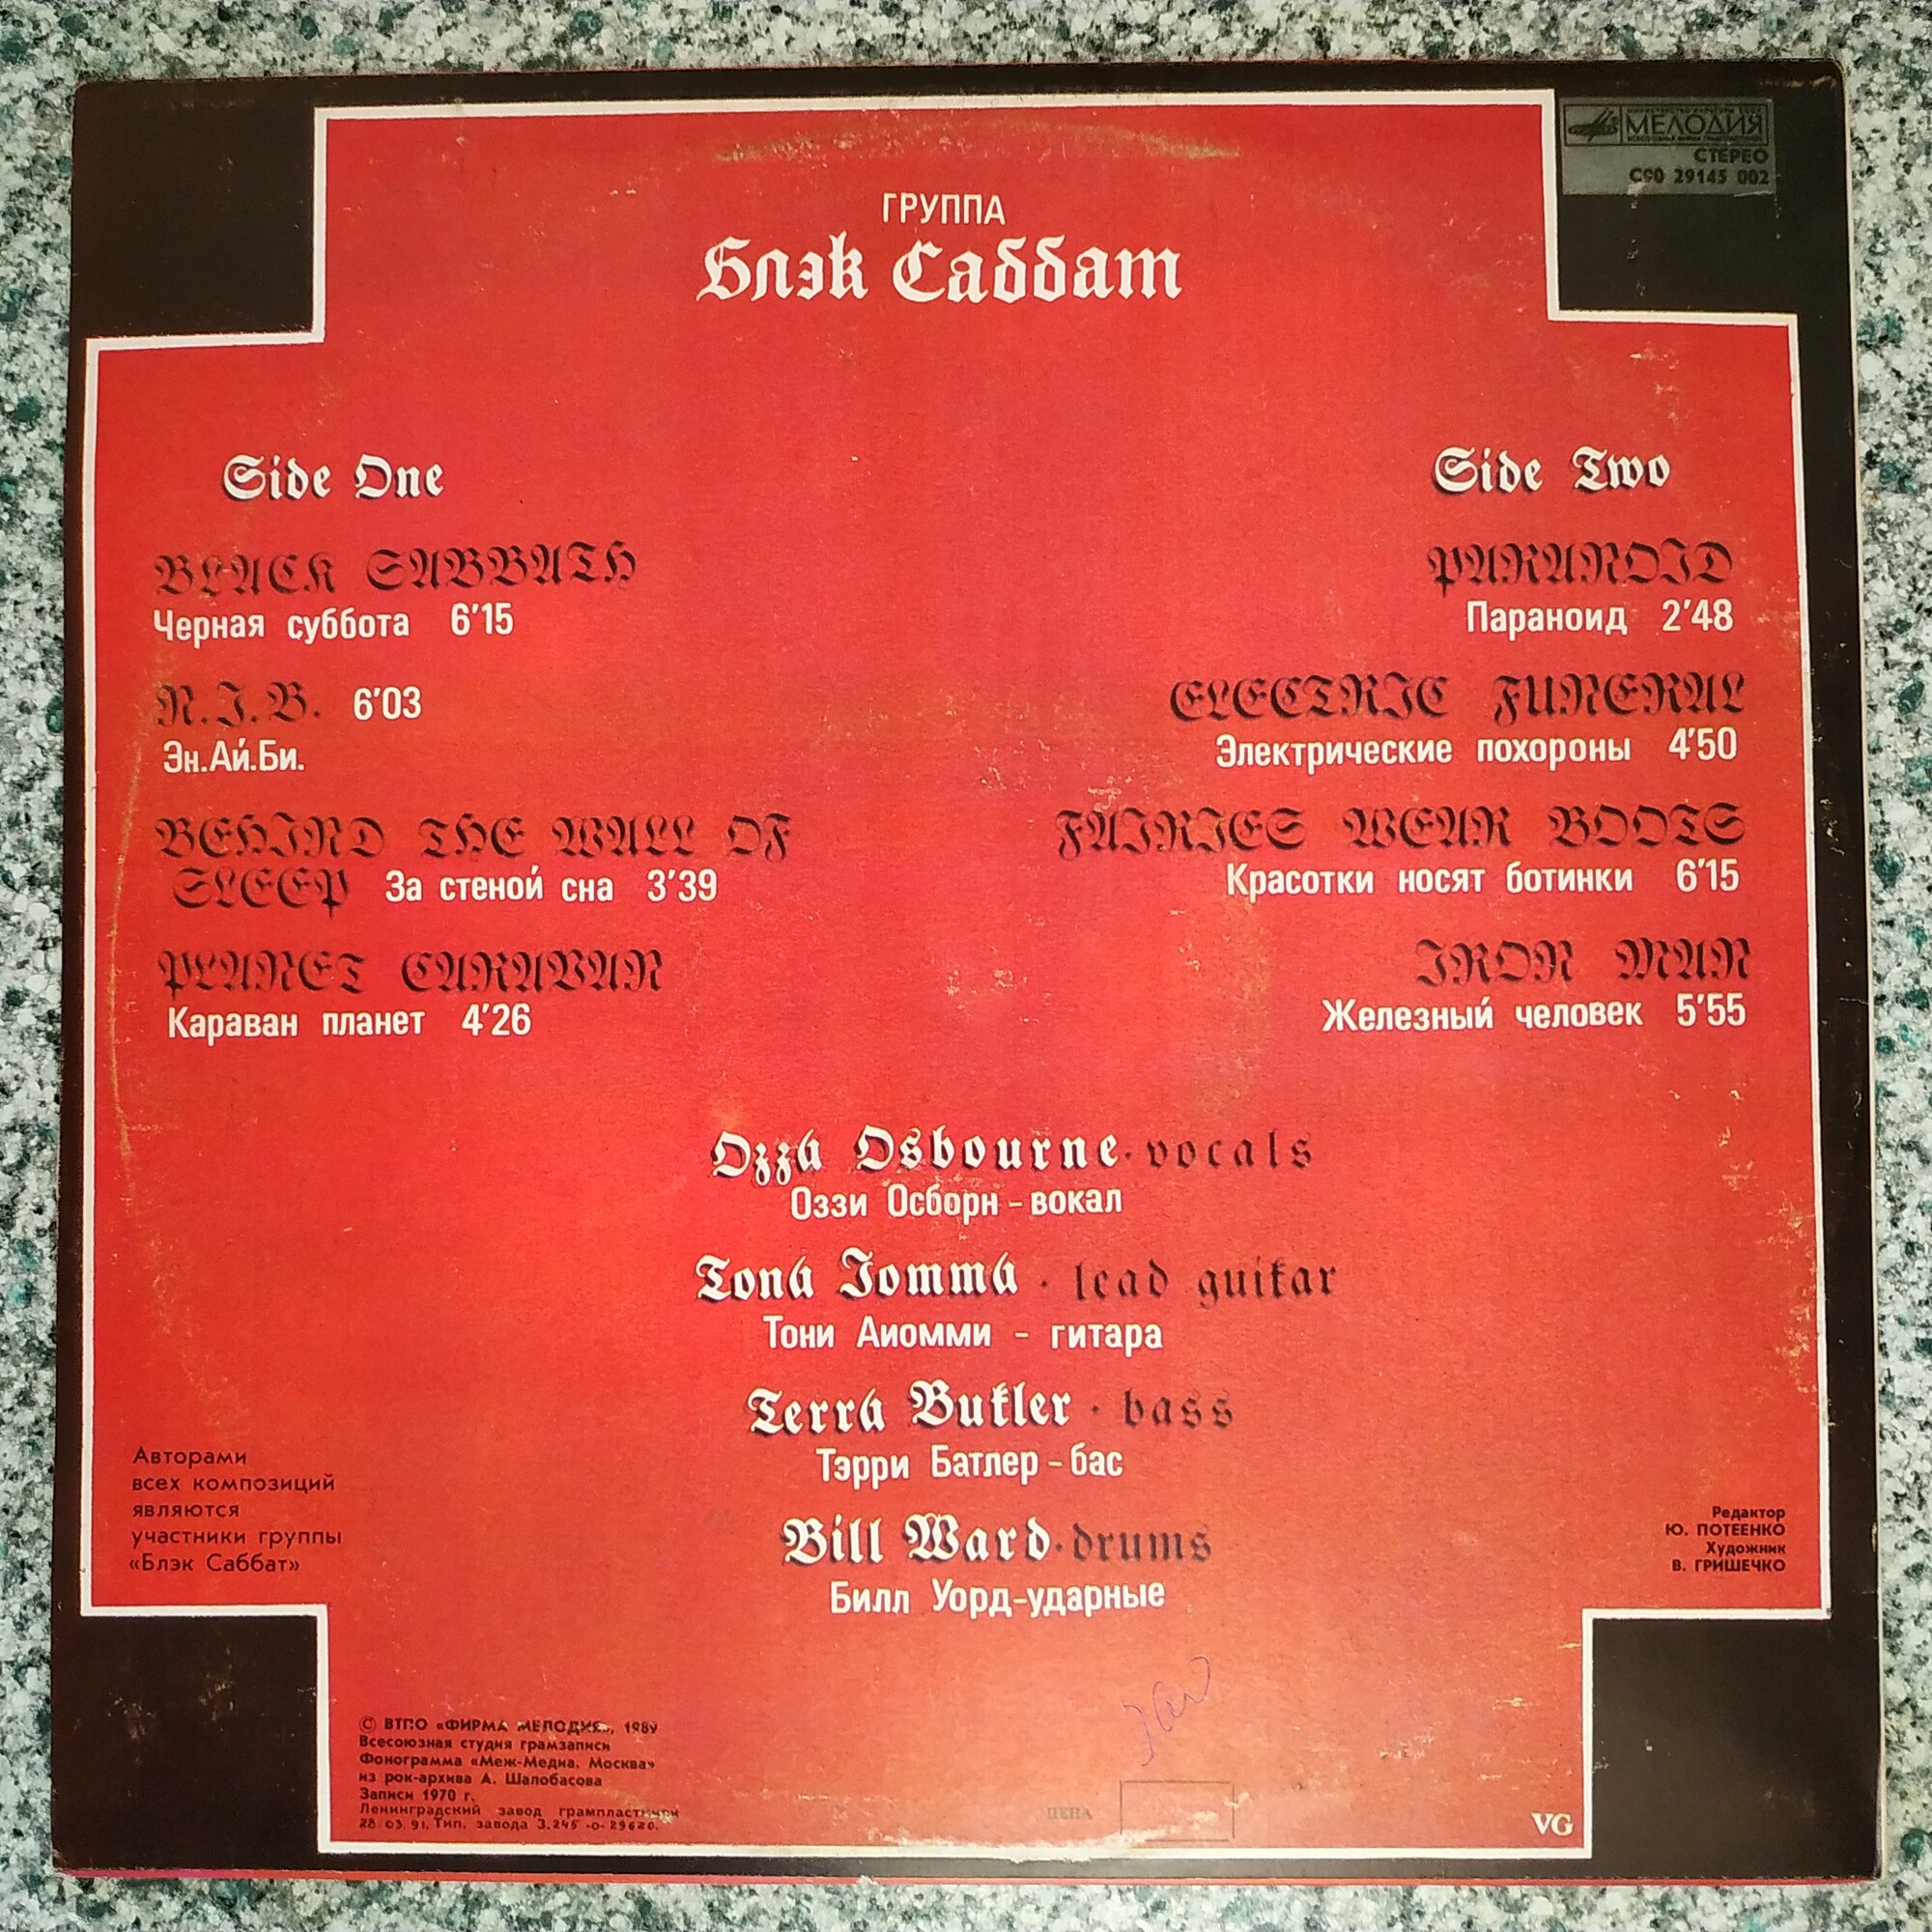 МЕЛОДИЯ
СТЕРЕО
С90 29145 002
ГРУППА
Блэк Саббат
Side One
BLACK SABBATH
Черная суббота 6'15
N.I.B. 6'03
Эн.Ай.Би.
BEHIND THE WALL OF
SLEEP За стеной сна 3'39
PLANET CARAVAN
Караван планет 4'26
Side Two
PARANOID
Параноид 2'48
ELECTRIC FUNERAL
Электрические похороны 4'50
FAIRIES WEAR BOOTS
Красотки носят ботинки 6'15
IRON MAN
Железный человек 5'55
Ozzy Osbourne · vocals
Оззи Осборн – вокал
Tony Iommy · lead guitar
Тони Аиомми – гитара
Terry Butler · bass
Тэрри Батлер – бас
Bill Ward · drums
Билл Уорд-ударные
Авторами
всех композиций
являются
участники группы
«Блэк Саббат»
Редактор
Ю. ПОТЕЕНКО
Художник
В. ГРИШЕЧКО
© ВТПО «ФИРМА МЕЛОДИЯ», 1989
Всесоюзная студия грамзаписи
Фонограмма «Меж-Медиа, Москва»
из рок-архива А. Шалобасова
Записи 1970 г.
Ленинградский завод грампластинок
28.03.91. Тип. завода З.245 -0-29620.
ЦЕНА
VG